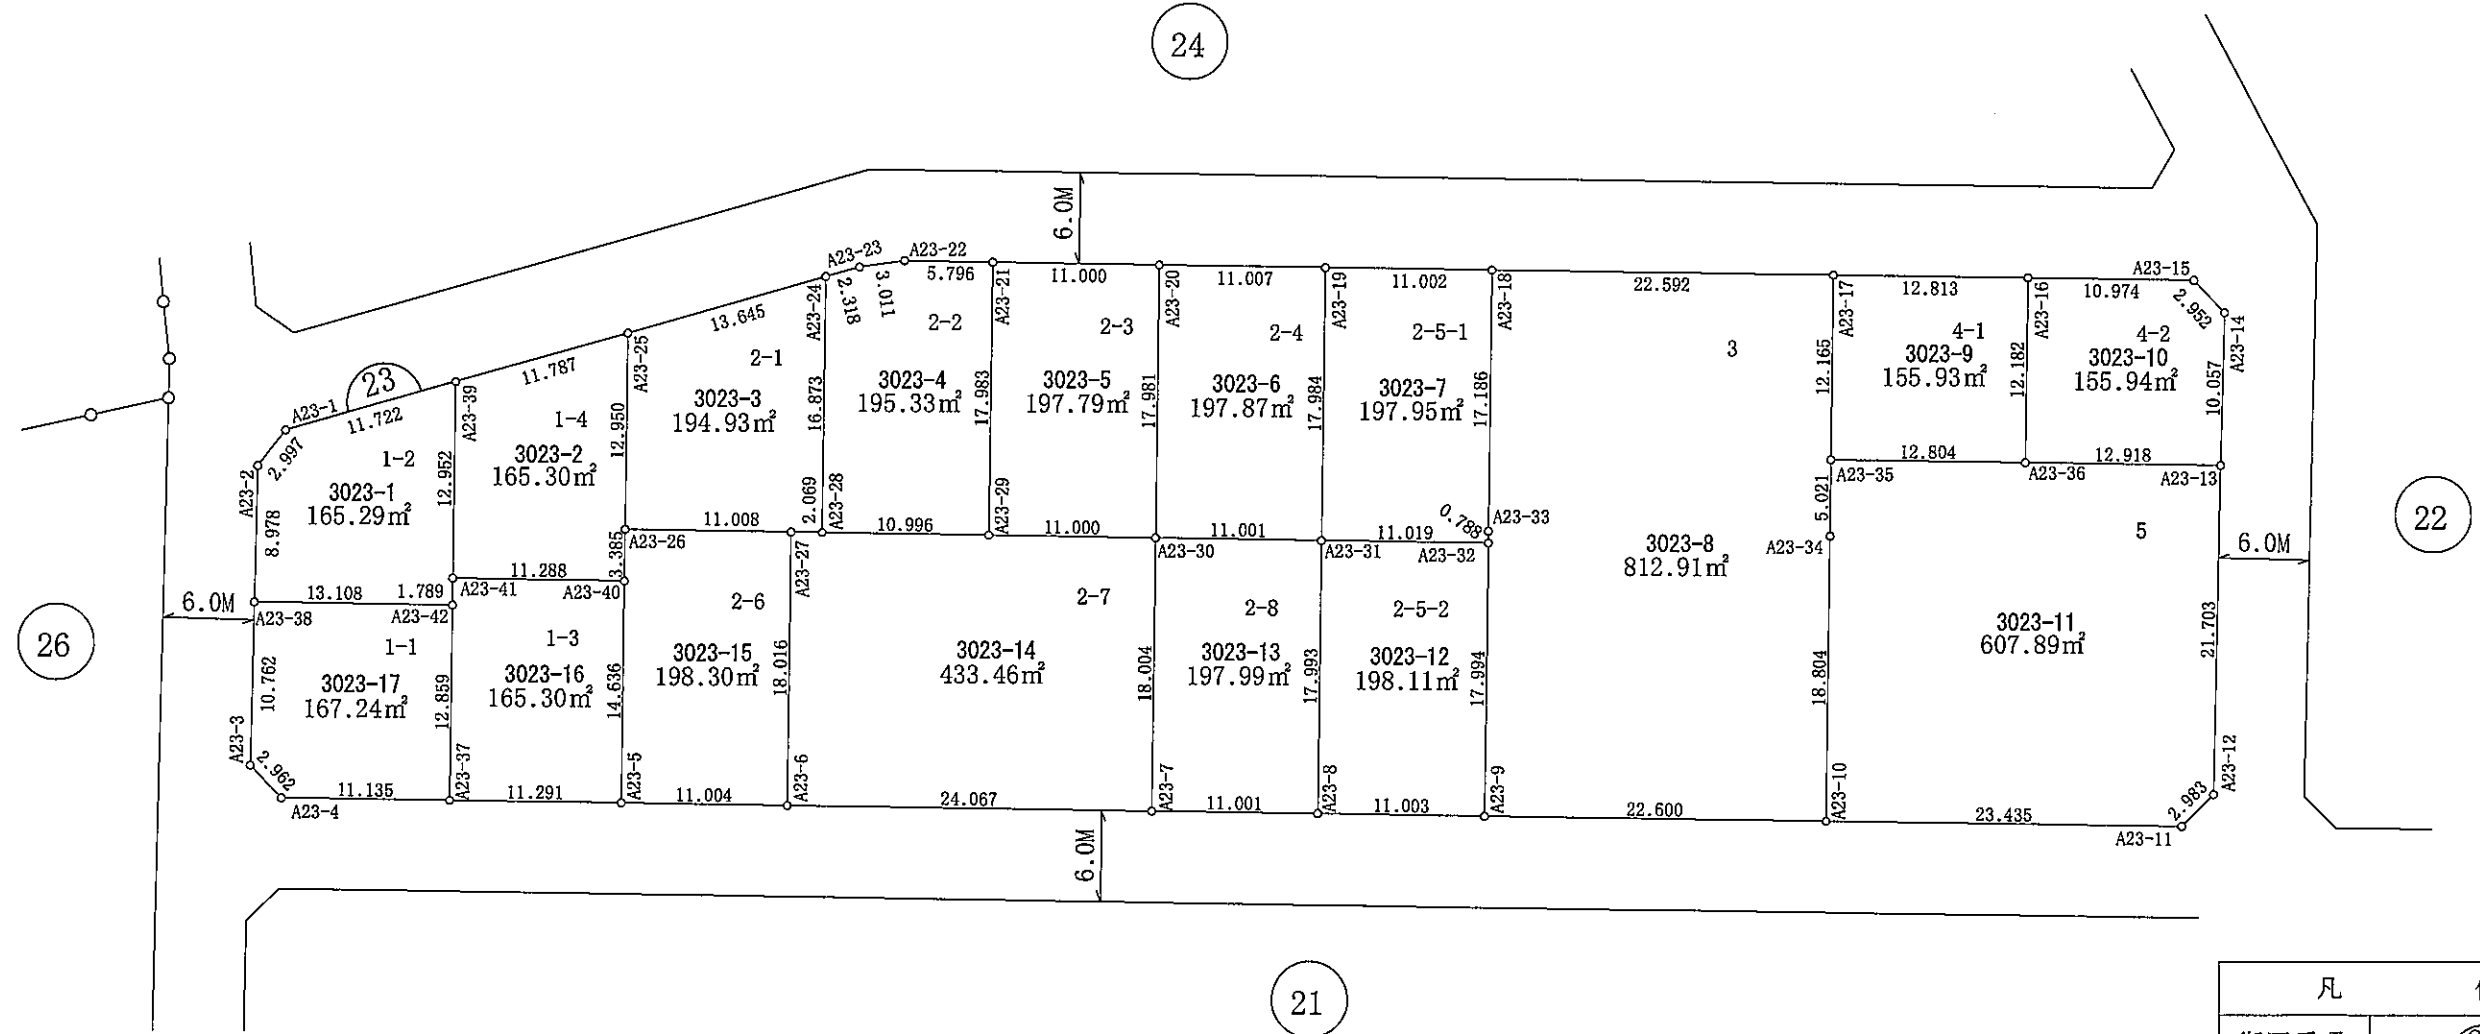 24
6.0M
A23-23
A23-22
5.796
A23-21
11.000
A23-20
11.007
A23-19
11.002
A23-18
22.592
A23-17
12.813
A23-16
10.974
A23-15
2.952
A23-14
A23-24
2.318
3.011
13.645
A23-25
11.787
23
A23-39
A23-1
11.722
2.997
A23-2
8.978
1-2
3023-1
165.29㎡
12.952
1-4
3023-2
165.30㎡
12.950
2-1
3023-3
194.93㎡
16.873
2-2
3023-4
195.33㎡
17.983
2-3
3023-5
197.79㎡
17.981
2-4
3023-6
197.87㎡
17.984
2-5-1
3023-7
197.95㎡
17.186
3
12.165
4-1
3023-9
155.93㎡
12.182
4-2
3023-10
155.94㎡
10.057
12.804
12.918
A23-35
A23-36
A23-13
5.021
A23-34
11.008
2.069
A23-28
10.996
A23-29
11.000
11.001
11.019
0.788
A23-33
A23-26
A23-27
A23-30
A23-31
A23-32
3.385
3023-8
812.91㎡
5
6.0M
22
11.288
A23-41
A23-40
13.108
1.789
A23-38
A23-42
6.0M
26
1-1
3023-17
167.24㎡
10.762
12.859
1-3
3023-16
165.30㎡
14.636
2-6
3023-15
198.30㎡
18.016
2-7
3023-14
433.46㎡
18.004
2-8
3023-13
197.99㎡
17.993
2-5-2
3023-12
198.11㎡
17.994
18.804
3023-11
607.89㎡
21.703
A23-3
2.962
A23-4
11.135
A23-37
11.291
A23-5
11.004
A23-6
24.067
A23-7
11.001
A23-8
11.003
A23-9
22.600
A23-10
23.435
A23-11
2.983
A23-12
6.0M
21
凡